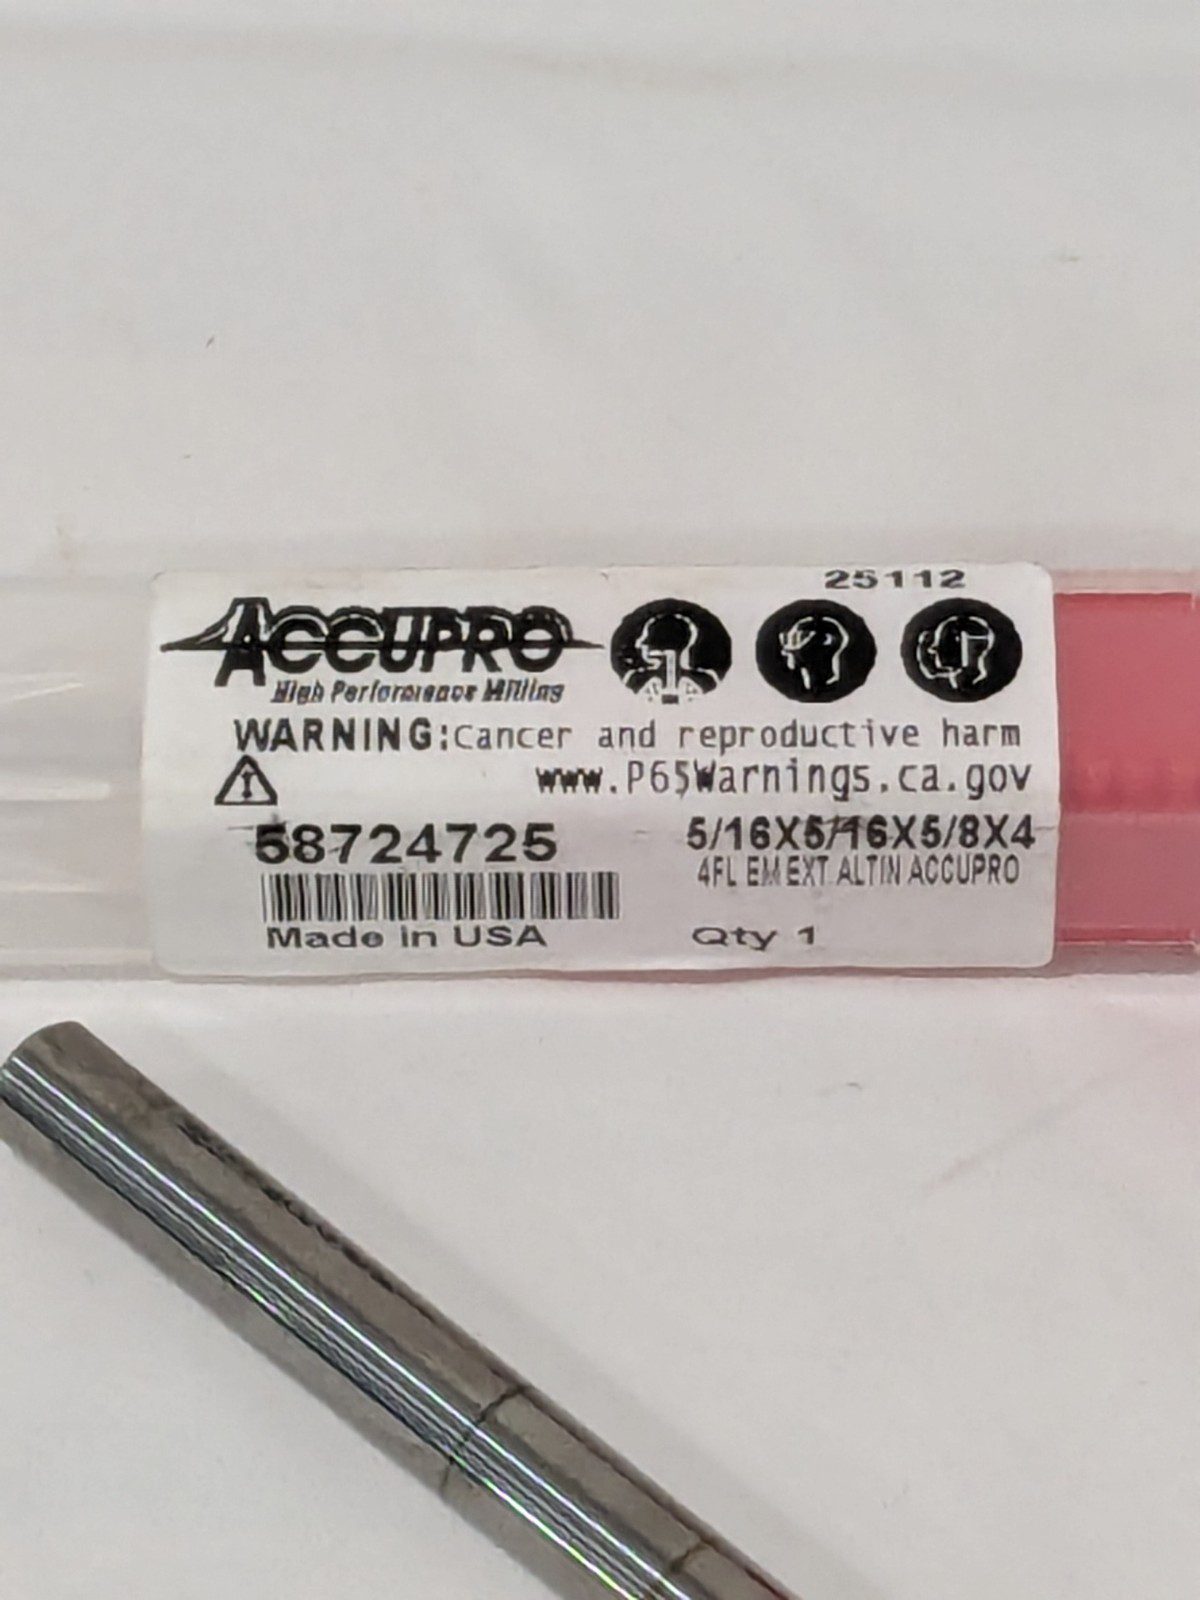 25112
ACCUPRO
High Performance Milling
WARNING:Cancer and reproductive harm
www.P65Warnings.ca.gov
58724725
5/16X5/16X5/8X4
4FL EM EXT ALTIN ACCUPRO
Made in USA
Qty 1